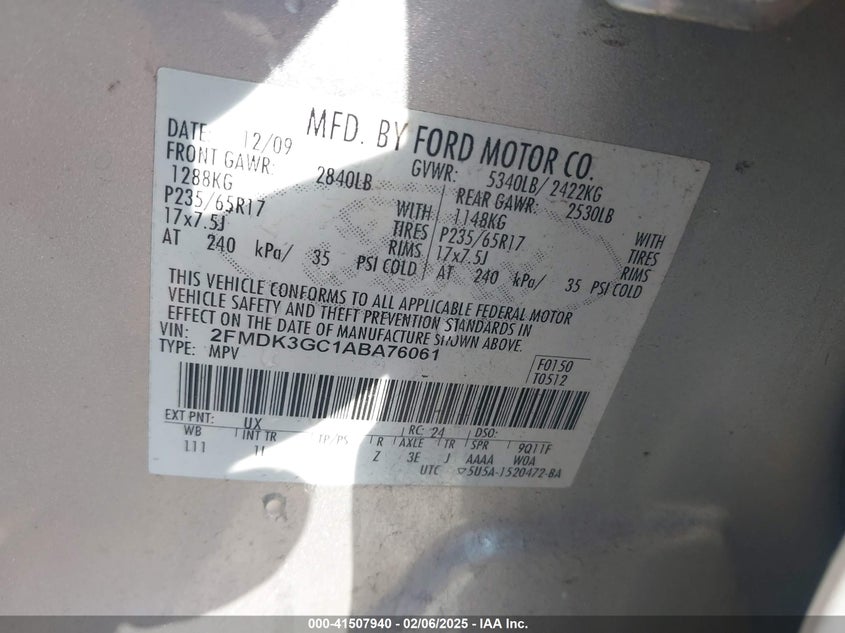 MFD. BY FORD MOTOR CO.
DATE: 12/09 GVWR: 5340LB/ 2422KG
FRONT GAWR: 2840LB REAR GAWR: 2530LB
1288KG WITH 1148KG WITH
P235/65R17 TIRES P235/65R17 TIRES
17x7.5J RIMS 17x7.5J RIMS
AT 240 kPa/ 35 PSI COLD AT 240 kPa/ 35 PSI COLD
THIS VEHICLE CONFORMS TO ALL APPLICABLE FEDERAL MOTOR
VEHICLE SAFETY AND THEFT PREVENTION STANDARDS IN
EFFECT ON THE DATE OF MANUFACTURE SHOWN ABOVE.
VIN: 2FMDK3GC1ABA76061
TYPE: MPV
F0150
T0512
EXT PNT: UX RC: 24 DSO:
WB INT TR TP/PS R AXLE TR SPR 9Q11F
111 Z 3E J AAAA W0A
UTC ▽5U5A-1520472-BA
000-41507940 - 02/06/2025 - IAA Inc.